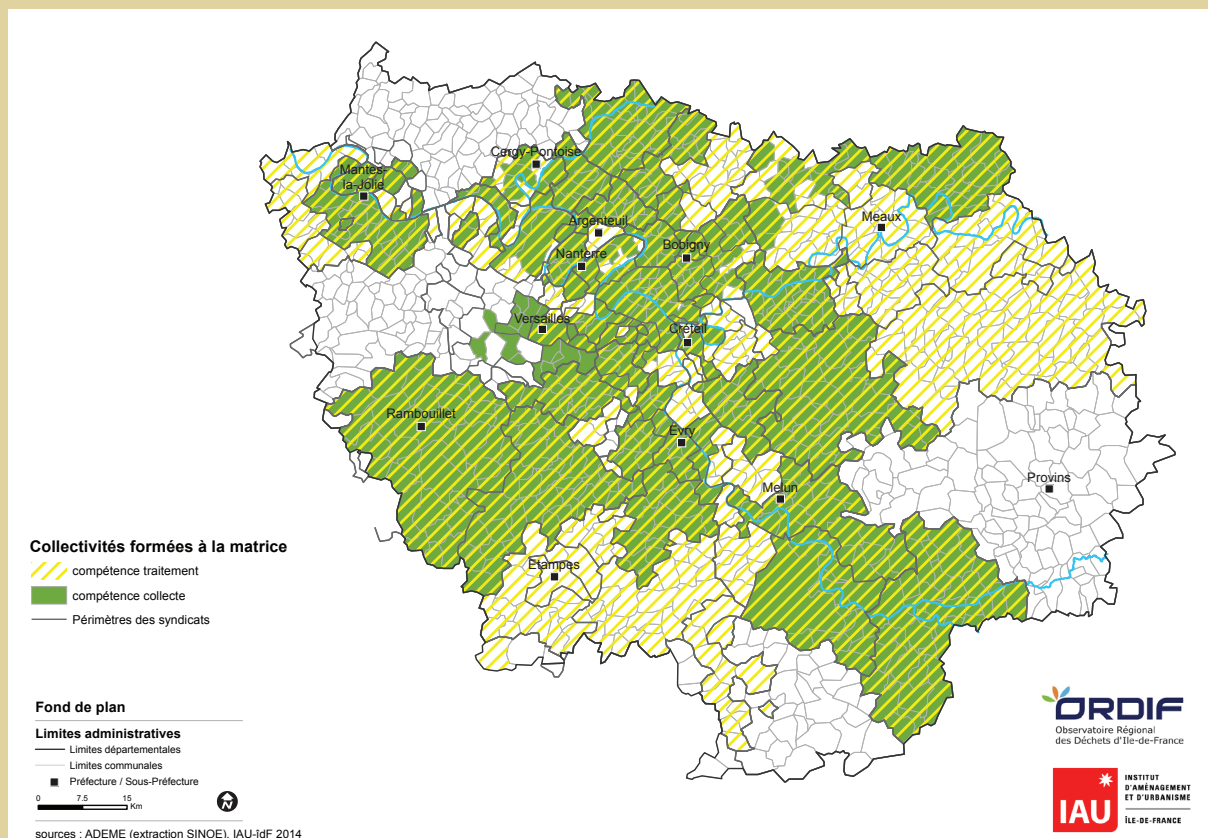 Cergy-Pontoise
Mantes-
la-Jolie
Argenteuil
Meaux
Bobigny
Nanterre
Versailles
Créteil
Rambouillet
Évry
Provins
Melun
Étampes
Collectivités formées à la matrice
compétence traitement
compétence collecte
Périmètres des syndicats
Fond de plan
Limites administratives
Limites départementales
Limites communales
Préfecture / Sous-Préfecture
0 7.5 15
Km
N
sources : ADEME (extraction SINOE), IAU-îdF 2014
ORDIF
Observatoire Régional
des Déchets d'Ile-de-France
IAU
INSTITUT
D'AMÉNAGEMENT
ET D'URBANISME
ÎLE-DE-FRANCE